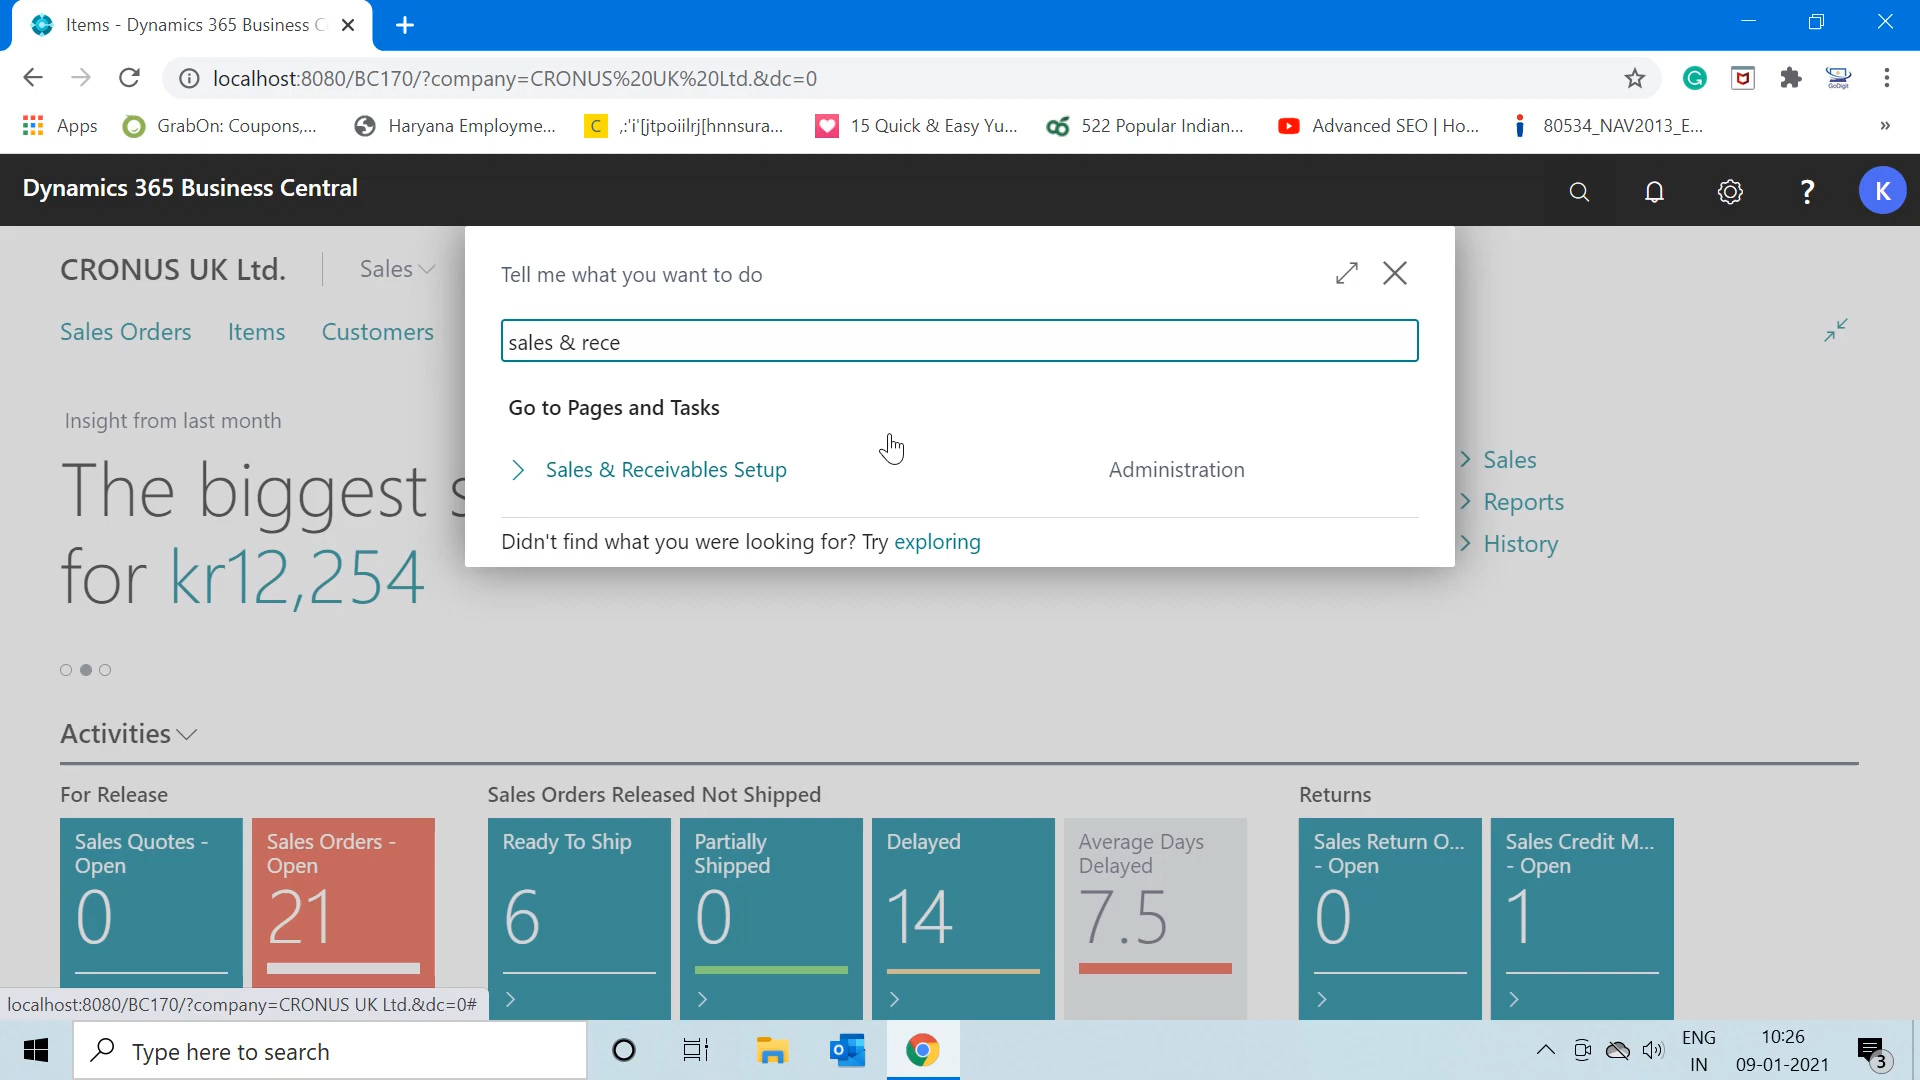 Items - Dynamics 365 Business C
localhost:8080/BC170/?company=CRONUS%20UK%20Ltd.&dc=0
Apps
GrabOn: Coupons,...
Haryana Employme...
C
,:'i'[jtpoiilrj[hnnsura...
15 Quick & Easy Yu...
522 Popular Indian...
Advanced SEO | Ho...
80534_NAV2013_E...
»
Dynamics 365 Business Central
?
K
CRONUS UK Ltd.
Sales
Sales Orders
Items
Customers
Tell me what you want to do
sales & rece
Go to Pages and Tasks
Sales & Receivables Setup
Administration
Didn't find what you were looking for? Try exploring
Insight from last month
The biggest s
for kr12,254
Sales
Reports
History
Activities
For Release
Sales Orders Released Not Shipped
Returns
Sales Quotes -
Open
0
Sales Orders -
Open
21
Ready To Ship
6
Partially
Shipped
0
Delayed
14
Average Days
Delayed
7.5
Sales Return O...
- Open
0
Sales Credit M...
- Open
1
localhost:8080/BC170/?company=CRONUS UK Ltd.&dc=0#
Type here to search
ENG
IN
10:26
09-01-2021
3